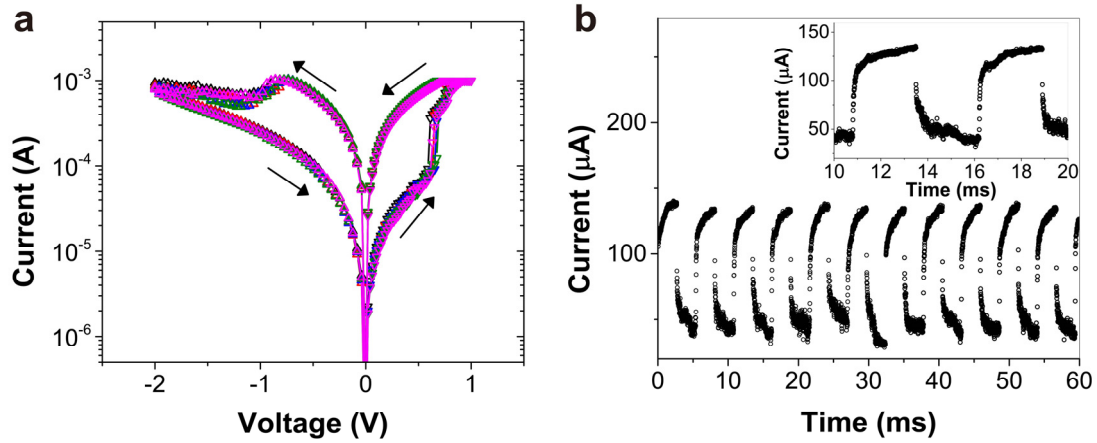 a
10⁻³
10⁻⁴
10⁻⁵
10⁻⁶
Current (A)
-2 -1 0 1
Voltage (V)
b
200
100
Current (µA)
0 10 20 30 40 50 60
Time (ms)
150
100
50
Current (µA)
10 12 14 16 18 20
Time (ms)